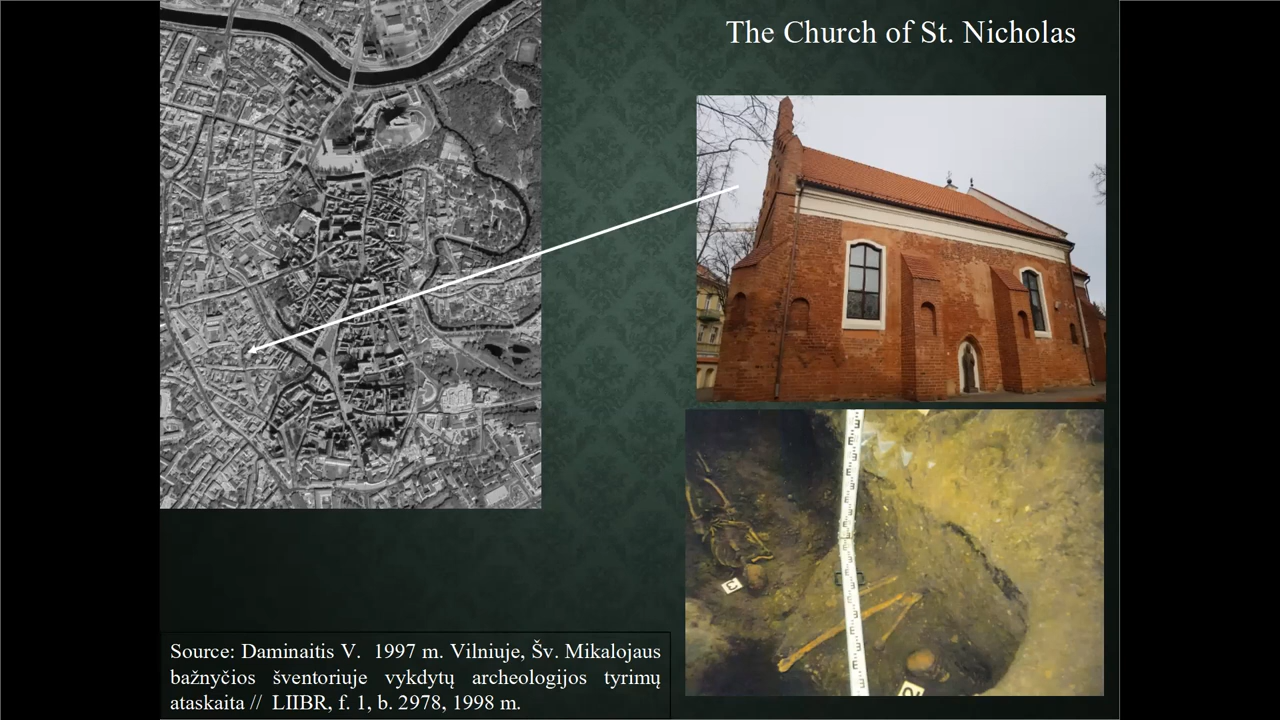 The Church of St. Nicholas
Source: Daminaitis V. 1997 m. Vilniuje, Šv. Mikalojaus
bažnyčios šventoriuje vykdytų archeologijos tyrimų
ataskaita // LIIBR, f. 1, b. 2978, 1998 m.